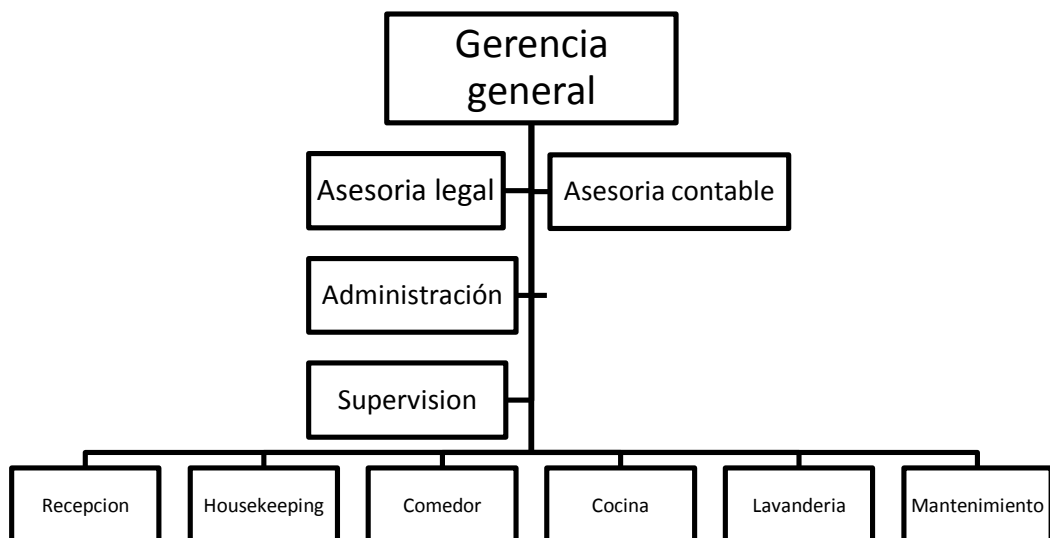 Gerencia
general
Asesoria legal
Asesoria contable
Administración
Supervision
Recepcion
Housekeeping
Comedor
Cocina
Lavanderia
Mantenimiento